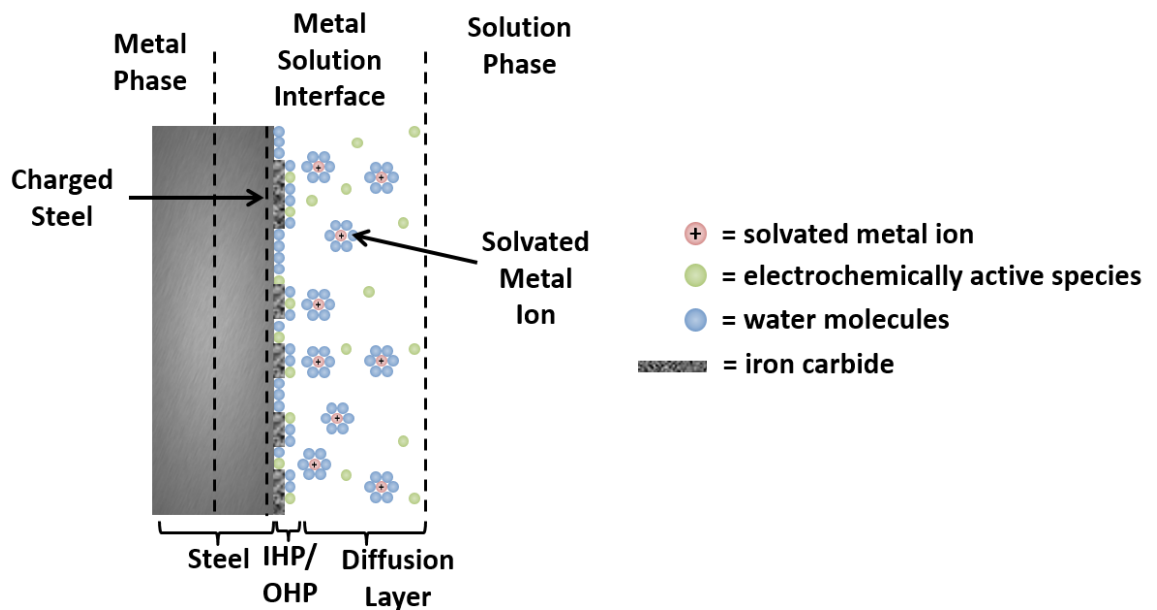 Metal
Phase
Metal
Solution
Interface
Solution
Phase
Charged
Steel
Solvated
Metal
Ion
+ = solvated metal ion
= electrochemically active species
= water molecules
= iron carbide
Steel
IHP/
OHP
Diffusion
Layer